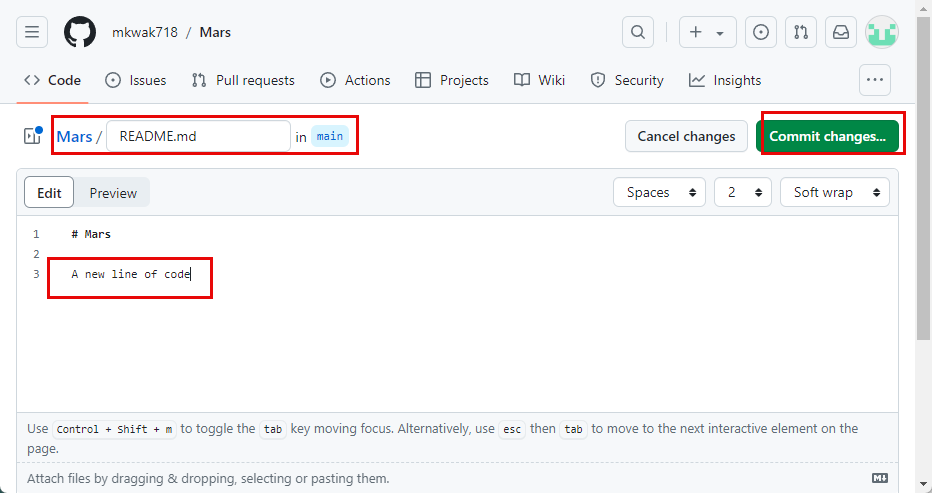 mkwak718 / Mars
Code Issues Pull requests Actions Projects Wiki Security Insights
Mars / README.md in main Cancel changes Commit changes...
Edit Preview Spaces 2 Soft wrap
1 # Mars
2
3 A new line of code
Use Control + Shift + m to toggle the tab key moving focus. Alternatively, use esc then tab to move to the next interactive element on the
page.
Attach files by dragging & dropping, selecting or pasting them.